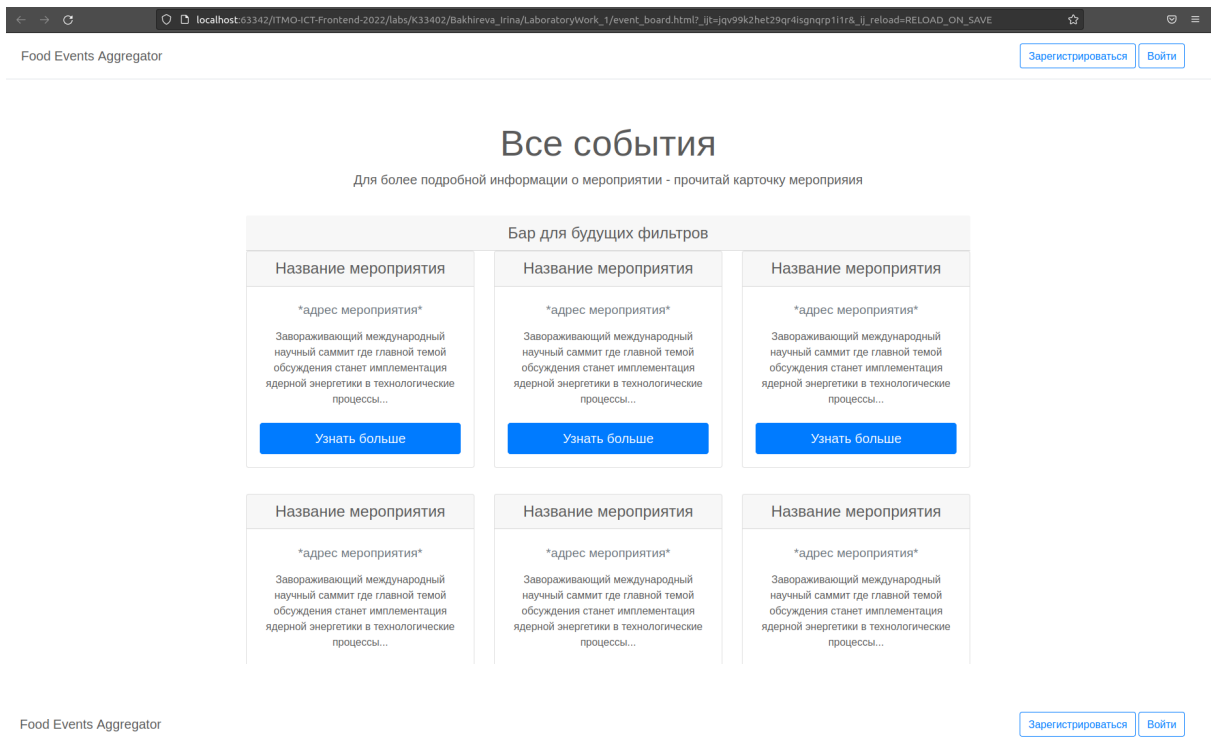 localhost:63342/ITMO-ICT-Frontend-2022/labs/K33402/Bakhireva_Irina/LaboratoryWork_1/event_board.html?_ijt=jqv99k2het29qr4isgnqrp1i1r&_ij_reload=RELOAD_ON_SAVE
Food Events Aggregator
Зарегистрироваться
Войти
Все события
Для более подробной информации о мероприятии - прочитай карточку мероприяия
Бар для будущих фильтров
Название мероприятия
*адрес мероприятия*
Завораживающий международный
научный саммит где главной темой
обсуждения станет имплементация
ядерной энергетики в технологические
процессы...
Узнать больше
Название мероприятия
*адрес мероприятия*
Завораживающий международный
научный саммит где главной темой
обсуждения станет имплементация
ядерной энергетики в технологические
процессы...
Узнать больше
Название мероприятия
*адрес мероприятия*
Завораживающий международный
научный саммит где главной темой
обсуждения станет имплементация
ядерной энергетики в технологические
процессы...
Узнать больше
Название мероприятия
*адрес мероприятия*
Завораживающий международный
научный саммит где главной темой
обсуждения станет имплементация
ядерной энергетики в технологические
процессы...
Название мероприятия
*адрес мероприятия*
Завораживающий международный
научный саммит где главной темой
обсуждения станет имплементация
ядерной энергетики в технологические
процессы...
Название мероприятия
*адрес мероприятия*
Завораживающий международный
научный саммит где главной темой
обсуждения станет имплементация
ядерной энергетики в технологические
процессы...
Food Events Aggregator
Зарегистрироваться
Войти